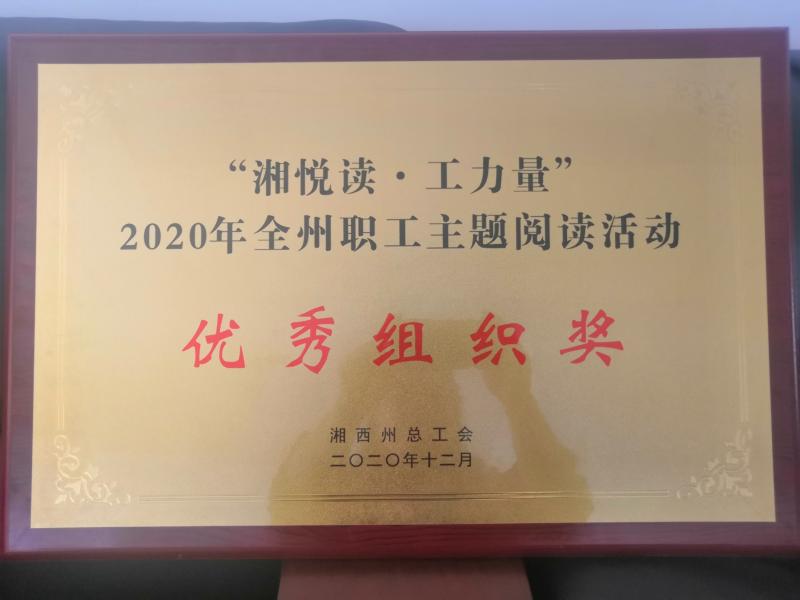 “湘悦读·工力量”
2020年全州职工主题阅读活动
优秀组织奖
湘西州总工会
二〇二〇年十二月